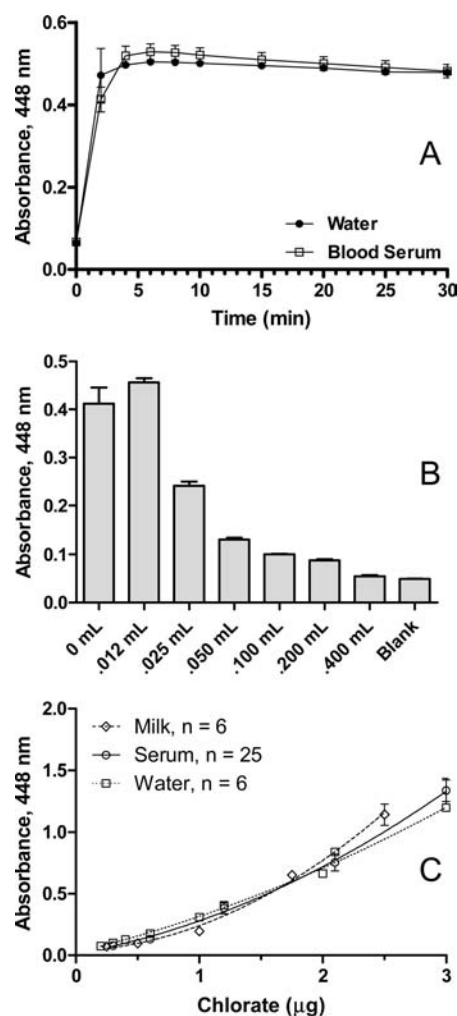 Absorbance, 448 nm
0.6
0.4
0.2
0.0
A
Water
Blood Serum
0 5 10 15 20 25 30
Time (min)
Absorbance, 448 nm
0.5
0.4
0.3
0.2
0.1
0.0
B
0 mL .012 mL .025 mL .050 mL .100 mL .200 mL .400 mL Blank
Absorbance, 448 nm
2.0
1.5
1.0
0.5
0.0
Milk, n = 6
Serum, n = 25
Water, n = 6
C
0 1 2 3
Chlorate (μg)